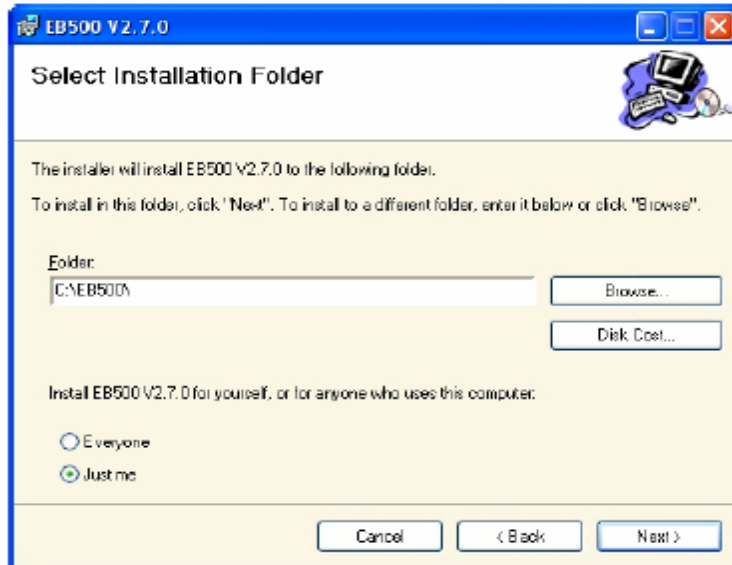 EB500 V2.7.0
Select Installation Folder
The installer will install EB500 V2.7.0 to the following folder.
To install in this folder, click "Next". To install to a different folder, enter it below or click "Browse".
Folder:
C:\EB500\
Browse...
Disk Cost...
Install EB500 V2.7.0 for yourself, or for anyone who uses this computer:
Everyone
Just me
Cancel
< Back
Next >